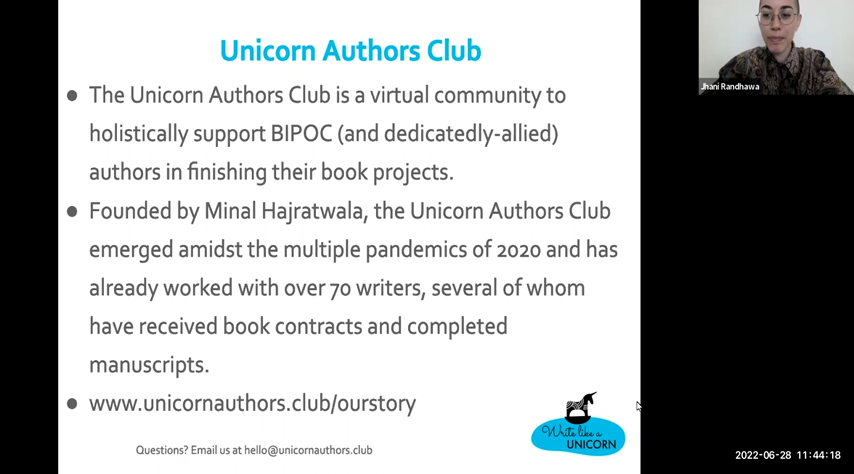 Unicorn Authors Club
● The Unicorn Authors Club is a virtual community to
holistically support BIPOC (and dedicatedly-allied)
authors in finishing their book projects.
● Founded by Minal Hajratwala, the Unicorn Authors Club
emerged amidst the multiple pandemics of 2020 and has
already worked with over 70 writers, several of whom
have received book contracts and completed
manuscripts.
● www.unicornauthors.club/ourstory
Write like a
UNICORN
Questions? Email us at hello@unicornauthors.club
Jhani Randhawa
2022-06-28 11:44:18